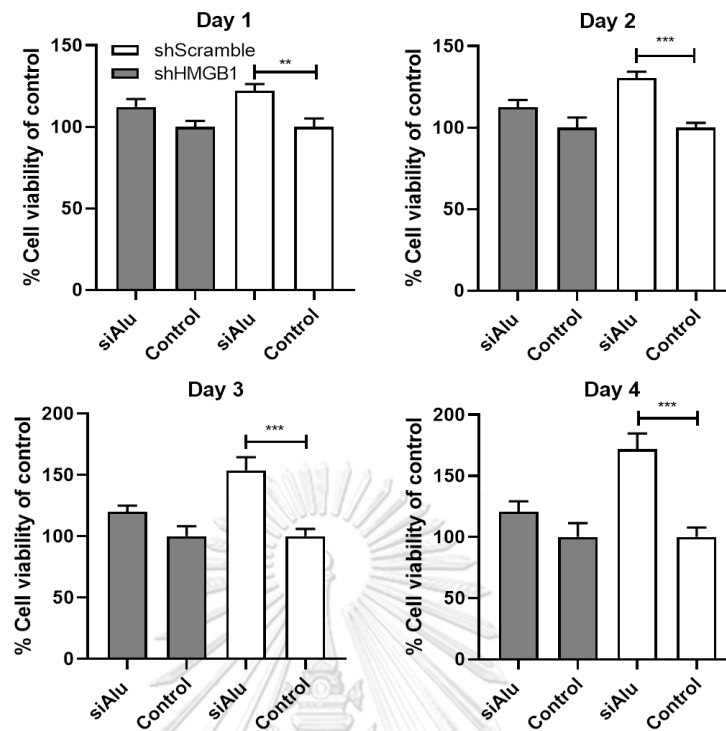 Day 1
% Cell viability of control
150
100
50
0
shScramble
shHMGB1
**
siAlu
Control
siAlu
Control
Day 2
% Cell viability of control
150
100
50
0
***
siAlu
Control
siAlu
Control
Day 3
% Cell viability of control
200
150
100
50
0
***
siAlu
Control
siAlu
Control
Day 4
% Cell viability of control
200
150
100
50
0
***
siAlu
Control
siAlu
Control